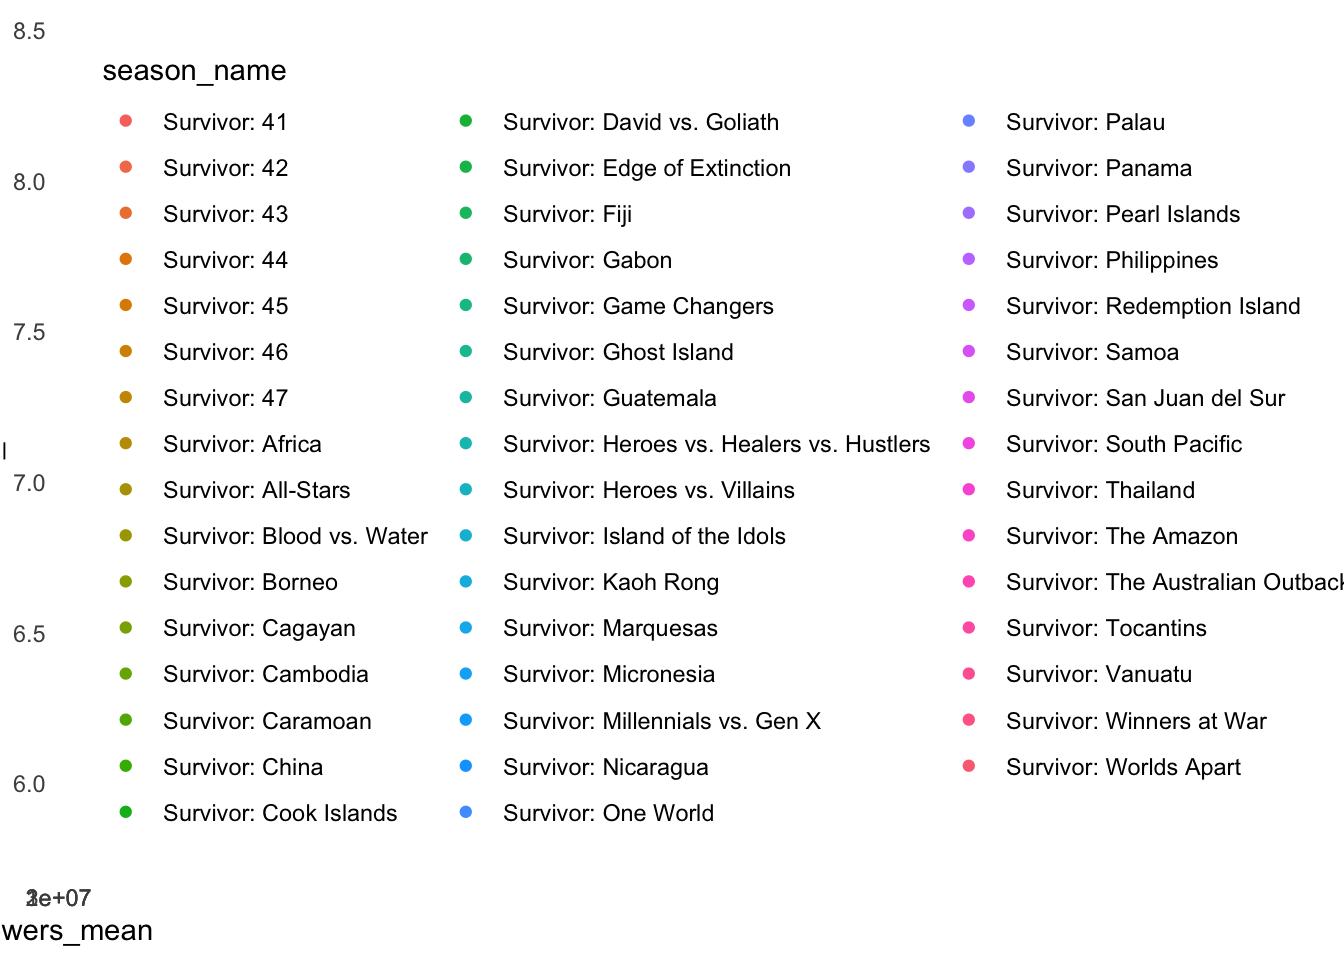 8.5
8.0
7.5
7.0
6.5
6.0
season_name
Survivor: 41
Survivor: 42
Survivor: 43
Survivor: 44
Survivor: 45
Survivor: 46
Survivor: 47
Survivor: Africa
Survivor: All-Stars
Survivor: Blood vs. Water
Survivor: Borneo
Survivor: Cagayan
Survivor: Cambodia
Survivor: Caramoan
Survivor: China
Survivor: Cook Islands
Survivor: David vs. Goliath
Survivor: Edge of Extinction
Survivor: Fiji
Survivor: Gabon
Survivor: Game Changers
Survivor: Ghost Island
Survivor: Guatemala
Survivor: Heroes vs. Healers vs. Hustlers
Survivor: Heroes vs. Villains
Survivor: Island of the Idols
Survivor: Kaoh Rong
Survivor: Marquesas
Survivor: Micronesia
Survivor: Millennials vs. Gen X
Survivor: Nicaragua
Survivor: One World
Survivor: Palau
Survivor: Panama
Survivor: Pearl Islands
Survivor: Philippines
Survivor: Redemption Island
Survivor: Samoa
Survivor: San Juan del Sur
Survivor: South Pacific
Survivor: Thailand
Survivor: The Amazon
Survivor: The Australian Outback
Survivor: Tocantins
Survivor: Vanuatu
Survivor: Winners at War
Survivor: Worlds Apart
wers_mean